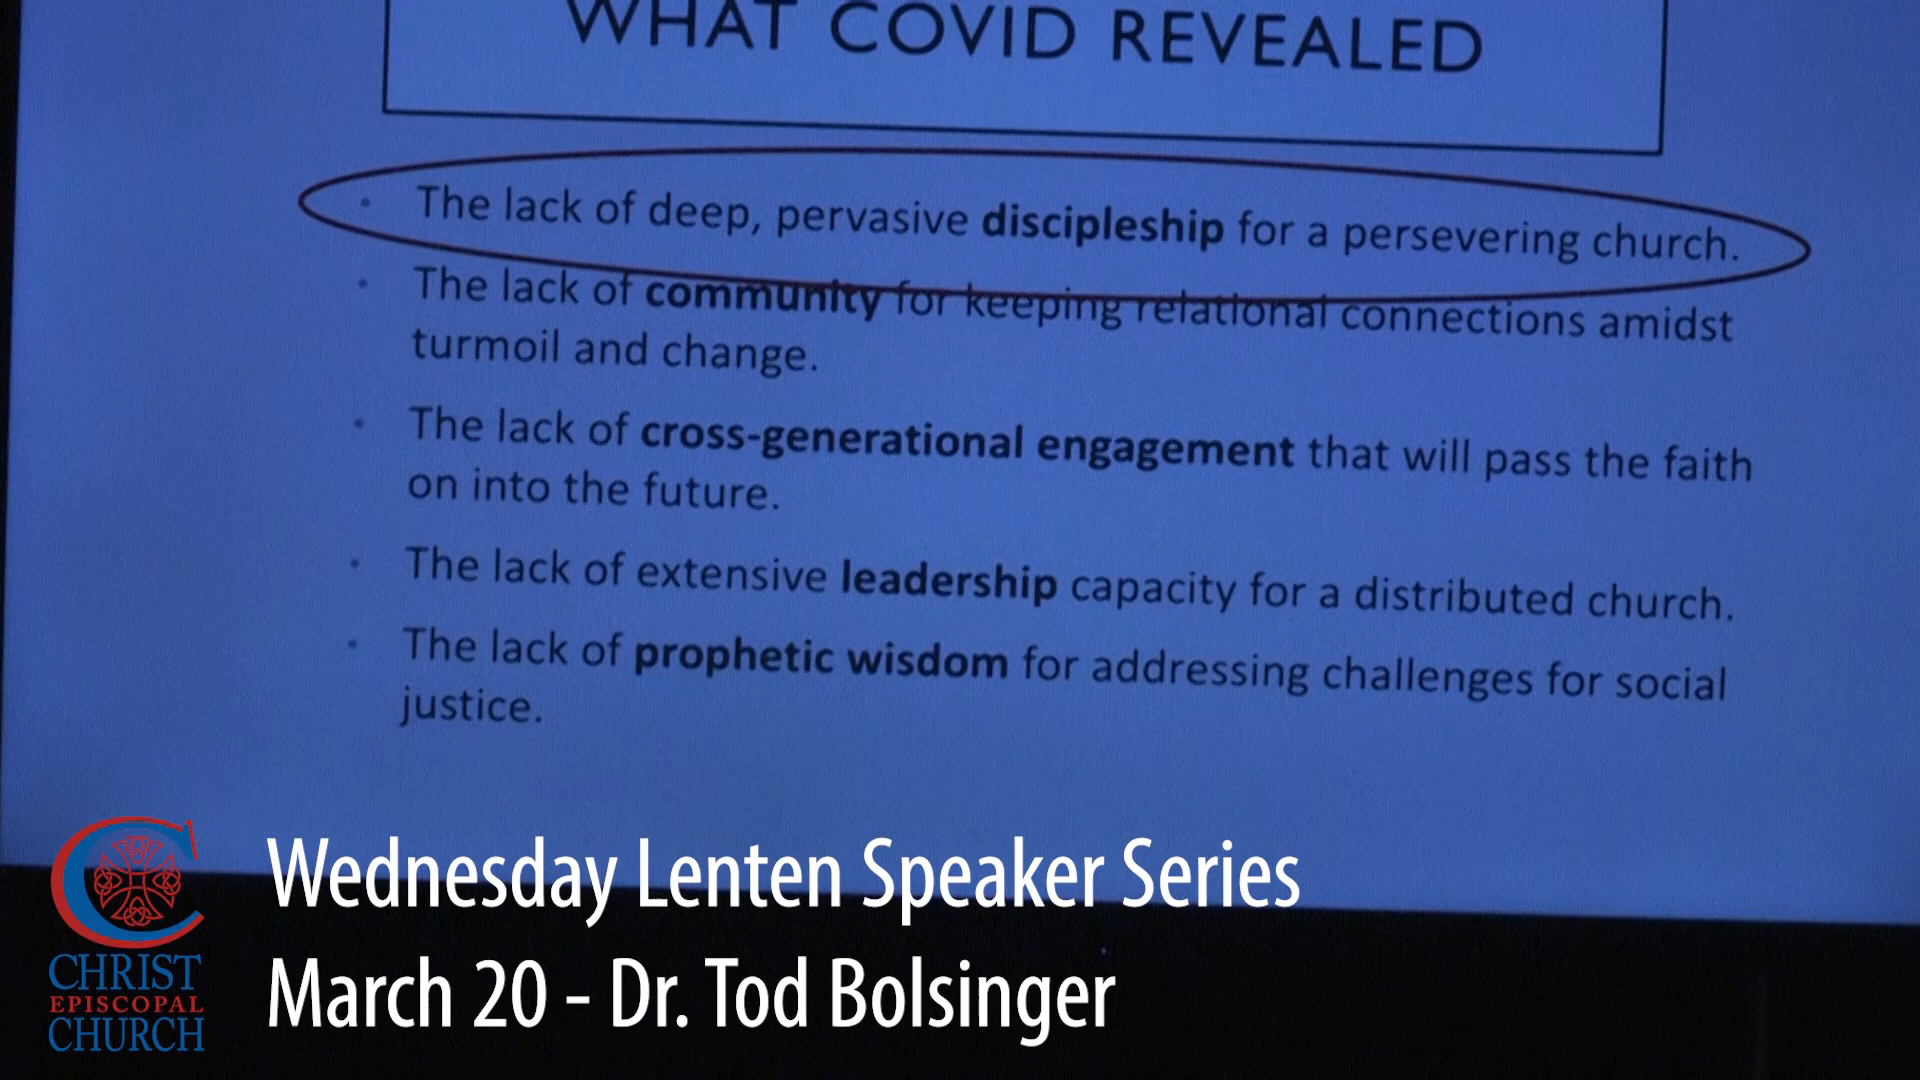 WHAT COVID REVEALED
• The lack of deep, pervasive discipleship for a persevering church.
• The lack of community for keeping relational connections amidst
turmoil and change.
• The lack of cross-generational engagement that will pass the faith
on into the future.
• The lack of extensive leadership capacity for a distributed church.
• The lack of prophetic wisdom for addressing challenges for social
justice.
Wednesday Lenten Speaker Series
March 20 - Dr. Tod Bolsinger
CHRIST
EPISCOPAL
CHURCH